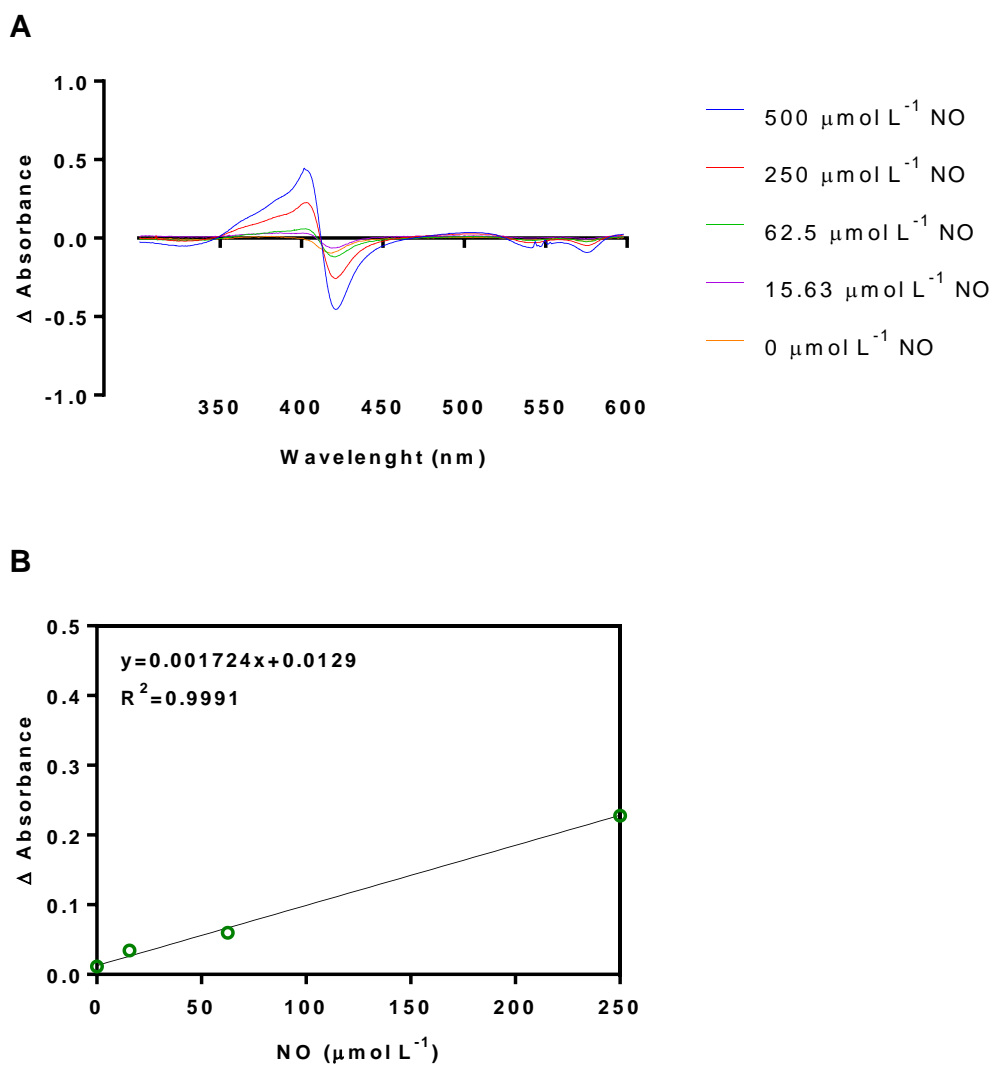 A
1.0
0.5
0.0
-0.5
-1.0
Δ Absorbance
350 400 450 500 550 600
Wavelenght (nm)
500 μmol L⁻¹ NO
250 μmol L⁻¹ NO
62.5 μmol L⁻¹ NO
15.63 μmol L⁻¹ NO
0 μmol L⁻¹ NO
B
0.5
0.4
0.3
0.2
0.1
0.0
Δ Absorbance
y=0.001724x+0.0129
R²=0.9991
0 50 100 150 200 250
NO (μmol L⁻¹)